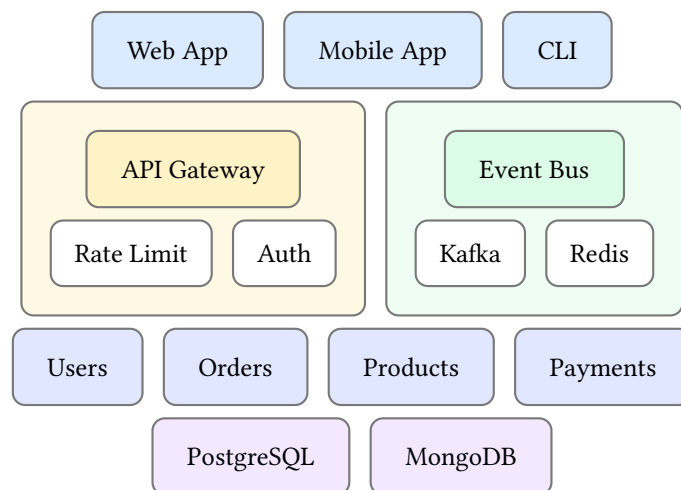 Web App Mobile App CLI
API Gateway Event Bus
Rate Limit Auth Kafka Redis
Users Orders Products Payments
PostgreSQL MongoDB